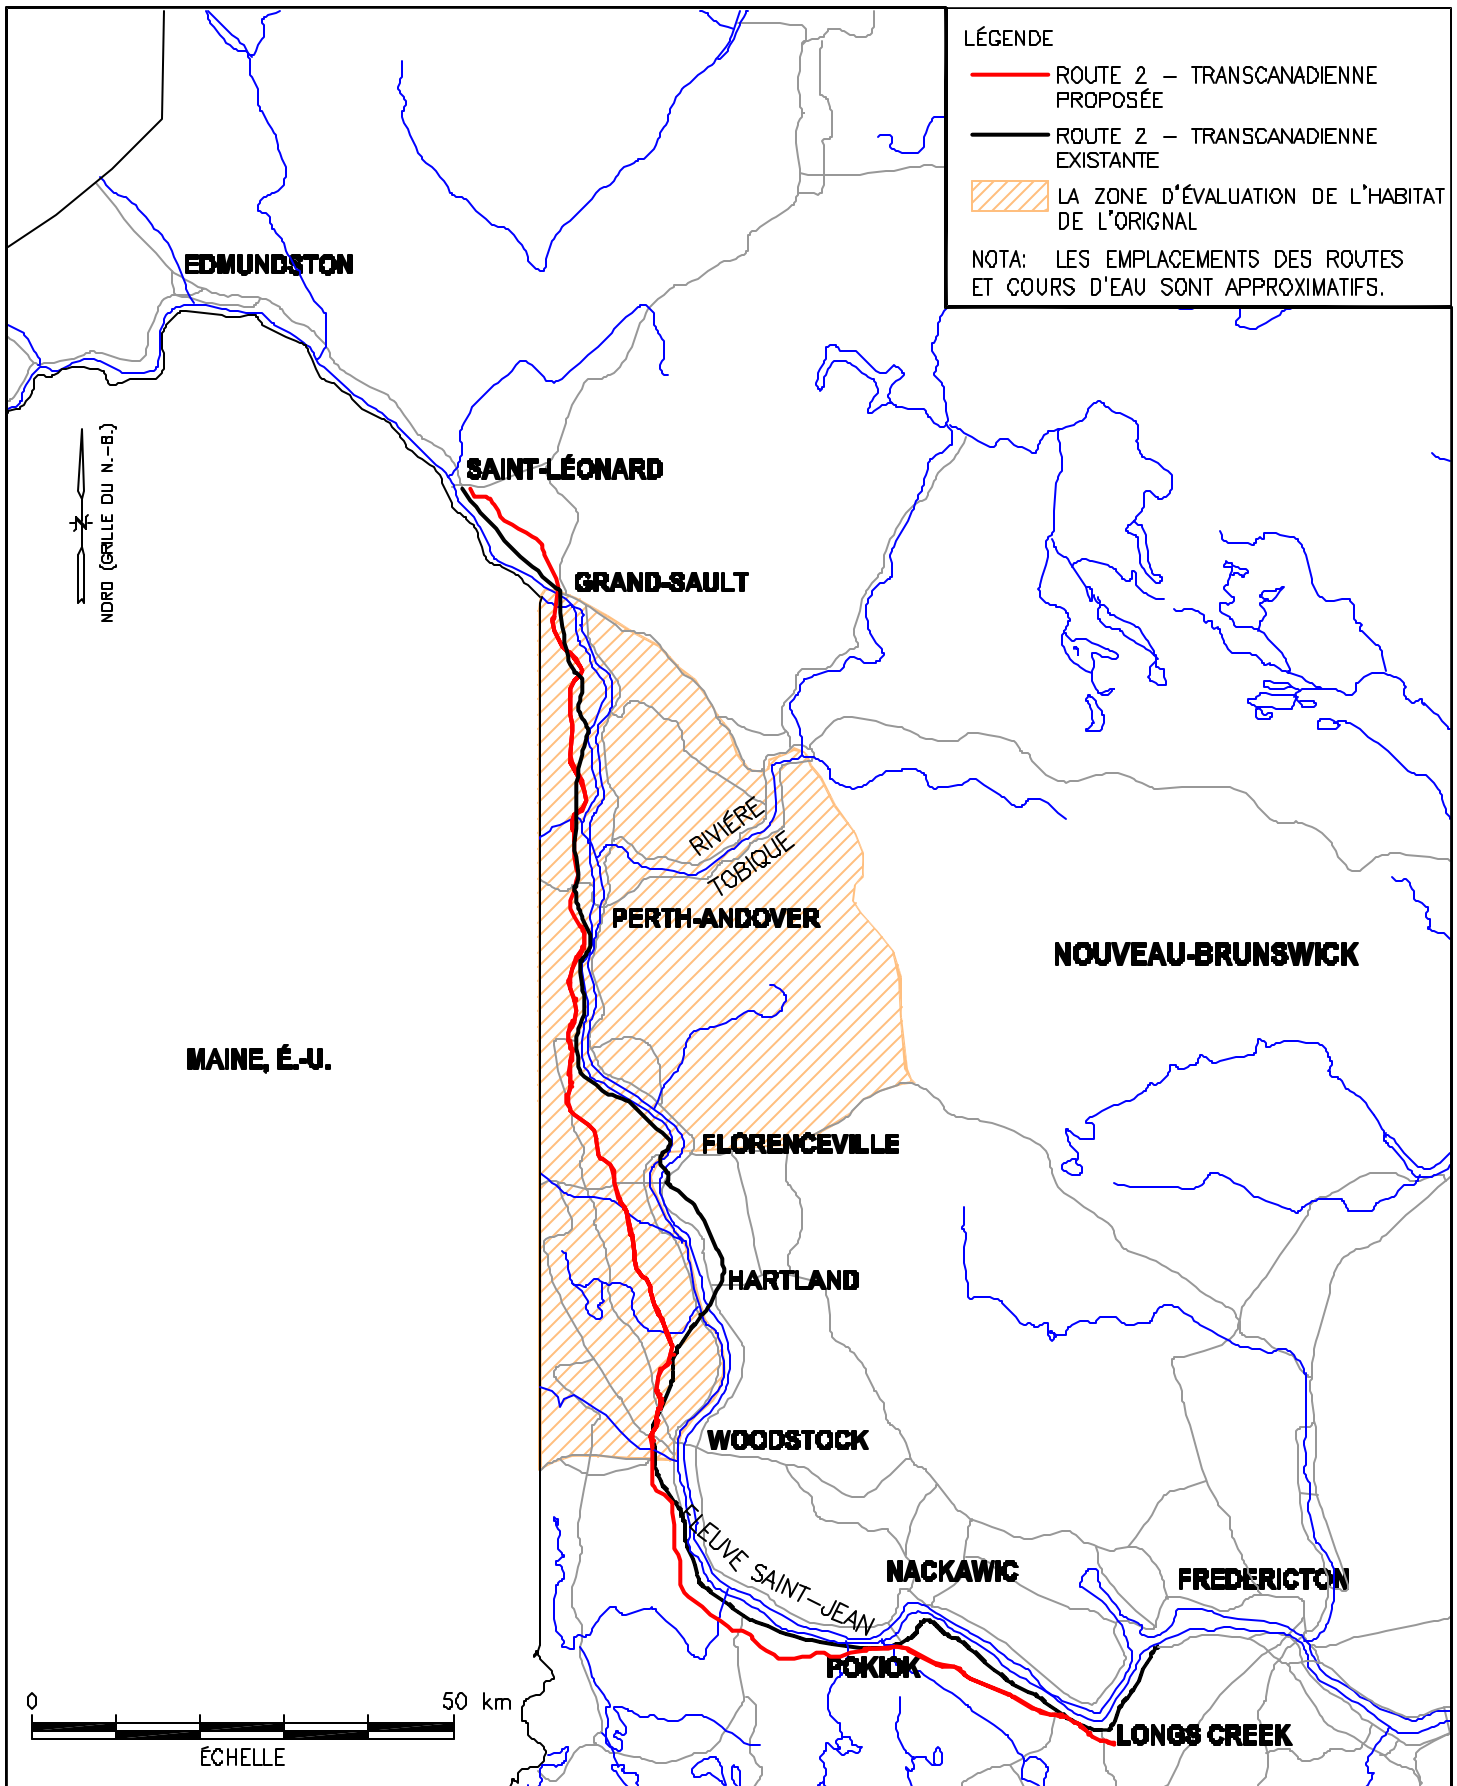 LÉGENDE
ROUTE 2 – TRANSCANADIENNE
PROPOSÉE
ROUTE 2 – TRANSCANADIENNE
EXISTANTE
LA ZONE D'ÉVALUATION DE L'HABITAT
DE L'ORIGNAL
NOTA: LES EMPLACEMENTS DES ROUTES
ET COURS D'EAU SONT APPROXIMATIFS.
EDMUNDSTON
NORD (GRILLE DU N.-B.)
SAINT-LÉONARD
GRAND-SAULT
RIVIÉRE
TOBIQUE
PERTH-ANDOVER
NOUVEAU-BRUNSWICK
MAINE, É.-U.
FLORENCEVILLE
HARTLAND
WOODSTOCK
FLEUVE SAINT-JEAN
NACKAWIC
FREDERICTON
POKIOK
LONGS CREEK
0 50 km
ÉCHELLE